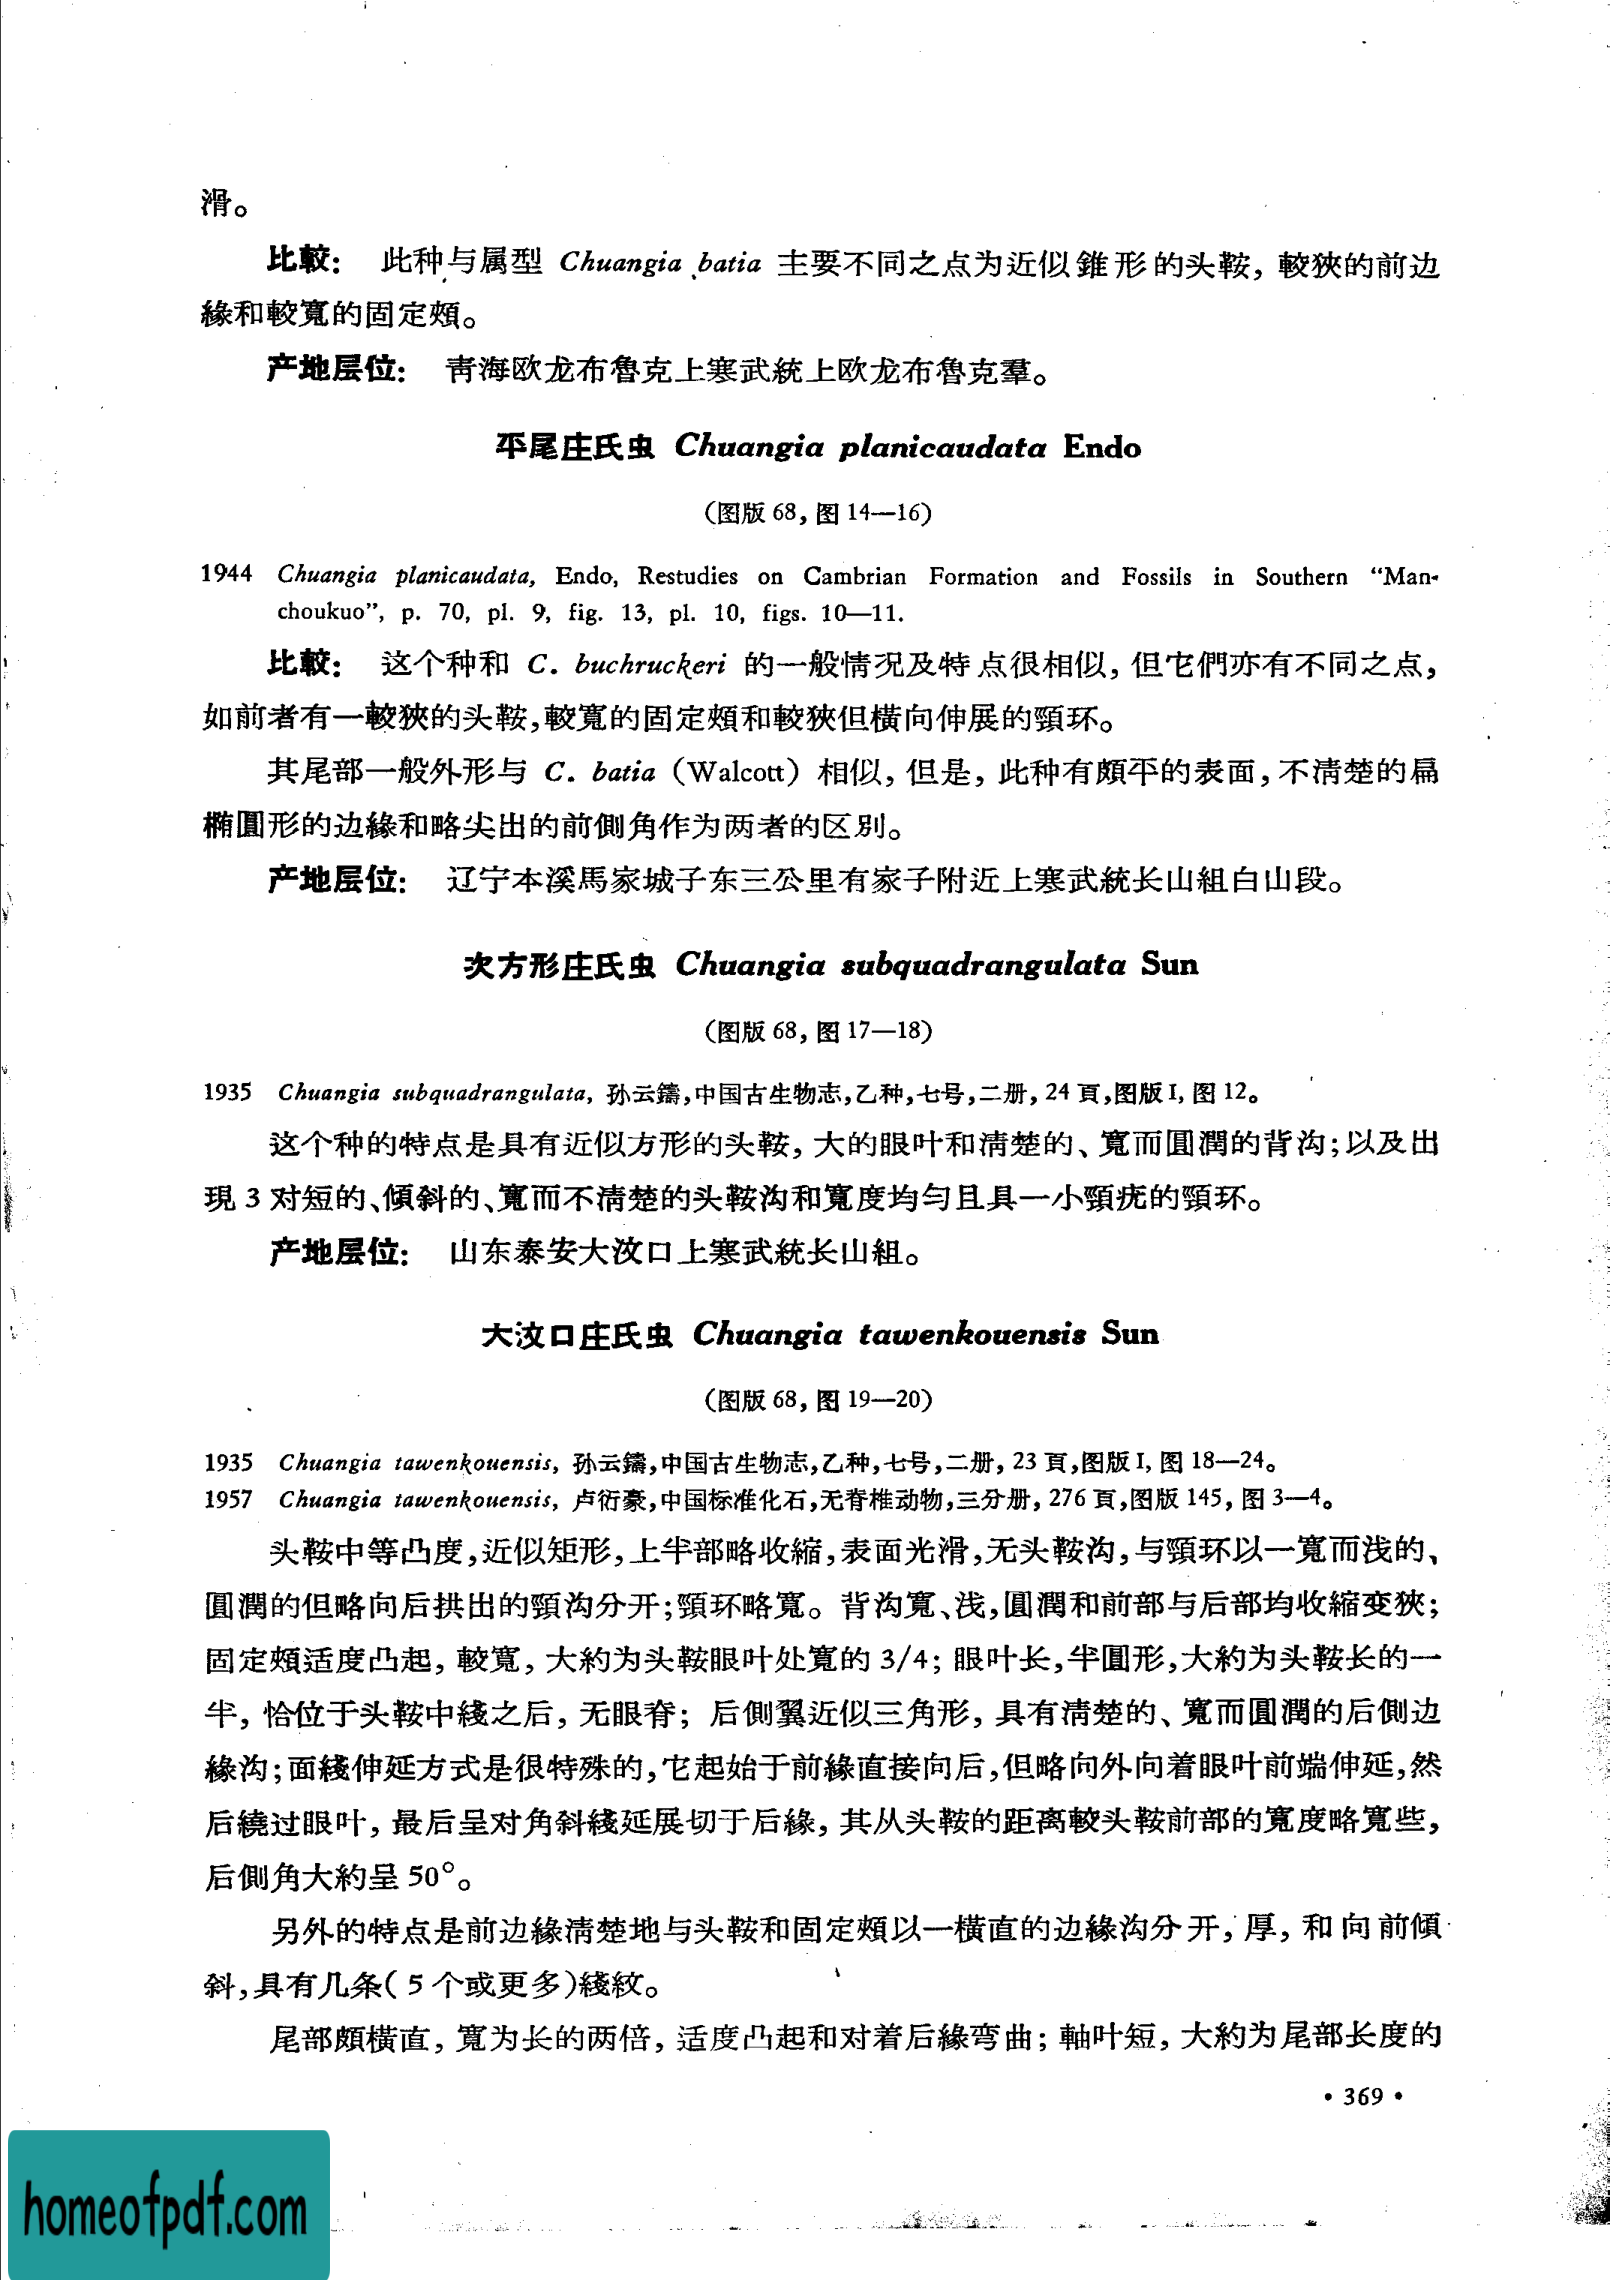 滑。
比較： 此种与属型 Chuangia batia 主要不同之点为近似錐形的头鞍，較狹的前边
緣和較寬的固定頰。
产地层位： 青海欧龙布魯克上寒武統上欧龙布魯克羣。
平尾庄氏虫 Chuangia planicaudata Endo
（图版 68，图 14—16）
1944 Chuangia planicaudata, Endo, Restudies on Cambrian Formation and Fossils in Southern “Man-
choukuo”, p. 70, pl. 9, fig. 13, pl. 10, figs. 10—11.
比較： 这个种和 C. buchruckeri 的一般情况及特点很相似，但它們亦有不同之点，
如前者有一較狹的头鞍，較寬的固定頰和較狹但橫向伸展的頸环。
其尾部一般外形与 C. batia（Walcott）相似，但是，此种有頗平的表面，不清楚的扁
橢圓形的边緣和略尖出的前側角作为两者的区别。
产地层位： 辽宁本溪馬家城子东三公里有家子附近上寒武統长山組白山段。
次方形庄氏虫 Chuangia subquadrangulata Sun
（图版 68，图 17—18）
1935 Chuangia subquadrangulata, 孙云鑄，中国古生物志，乙种，七号，二册，24 頁，图版 I，图 12。
这个种的特点是具有近似方形的头鞍，大的眼叶和清楚的、寬而圓潤的背沟；以及出
現 3 对短的、傾斜的、寬而不清楚的头鞍沟和寬度均匀且具一小頸疣的頸环。
产地层位： 山东泰安大汶口上寒武統长山組。
大汶口庄氏虫 Chuangia tawenkouensis Sun
（图版 68，图 19—20）
1935 Chuangia tawenkouensis, 孙云鑄，中国古生物志，乙种，七号，二册，23 頁，图版 I，图 18—24。
1957 Chuangia tawenkouensis, 卢衍豪，中国标准化石，无脊椎动物，三分册，276 頁，图版 145，图 3—4。
头鞍中等凸度，近似矩形，上半部略收縮，表面光滑，无头鞍沟，与頸环以一寬而浅的、
圓潤的但略向后拱出的頸沟分开；頸环略寬。背沟寬、浅，圓潤和前部与后部均收縮变狹；
固定頰适度凸起，較寬，大約为头鞍眼叶处寬的 3/4；眼叶长，半圓形，大約为头鞍长的一
半，恰位于头鞍中綫之后，无眼脊；后側翼近似三角形，具有清楚的、寬而圓潤的后側边
緣沟；面綫伸延方式是很特殊的，它起始于前緣直接向后，但略向外向着眼叶前端伸延，然
后繞过眼叶，最后呈对角斜綫延展切于后緣，其从头鞍的距离較头鞍前部的寬度略寬些，
后側角大約呈 50°。
另外的特点是前边緣清楚地与头鞍和固定頰以一橫直的边緣沟分开，厚，和向前傾
斜，具有几条（5 个或更多）綫紋。
尾部頗橫直，寬为长的两倍，适度凸起和对着后緣弯曲；軸叶短，大約为尾部长度的
• 369 •
homeofpdf.com